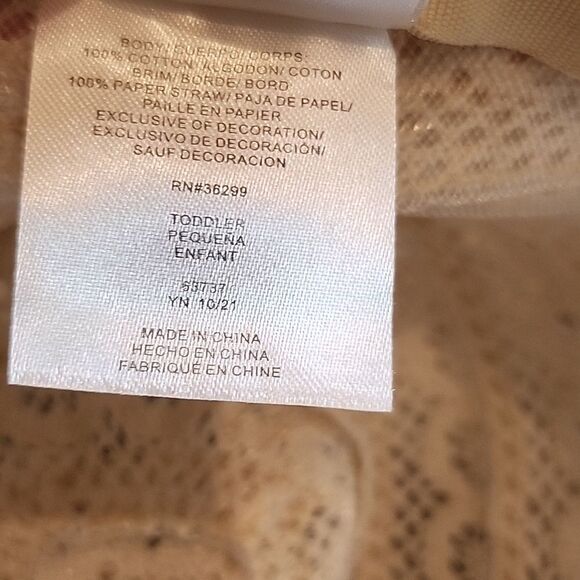 BODY/CUERPO/CORPS:
100% COTTON/ ALGODON/ COTON
BRIM/ BORDE/ BORD:
100% PAPER STRAW/ PAJA DE PAPEL/
PAILLE EN PAPIER
EXCLUSIVE OF DECORATION/
EXCLUSIVO DE DECORACIÓN/
SAUF DECORACION
RN#36299
TODDLER
PEQUEÑA
ENFANT
53737
YN 10/21
MADE IN CHINA
HECHO EN CHINA
FABRIQUÉ EN CHINE